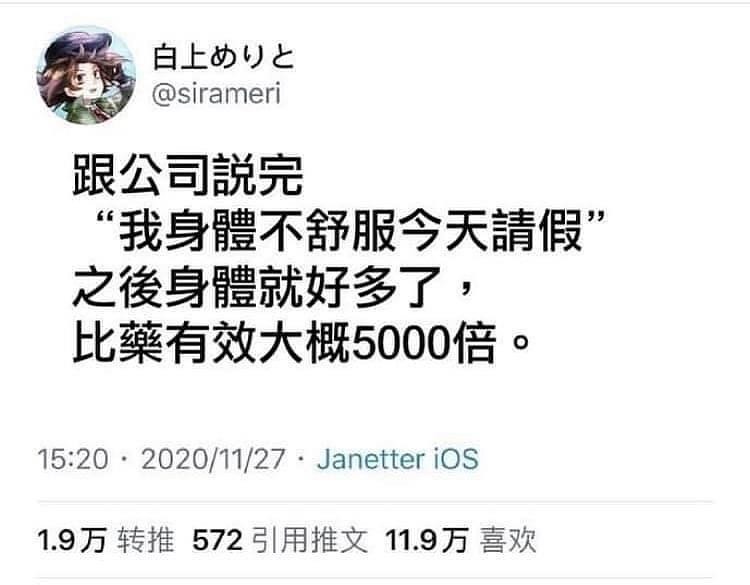 白上めりと
@sirameri
跟公司説完
“我身體不舒服今天請假”
之後身體就好多了，
比藥有效大概5000倍。
15:20 · 2020/11/27 · Janetter iOS
1.9万 转推 572 引用推文 11.9万 喜欢